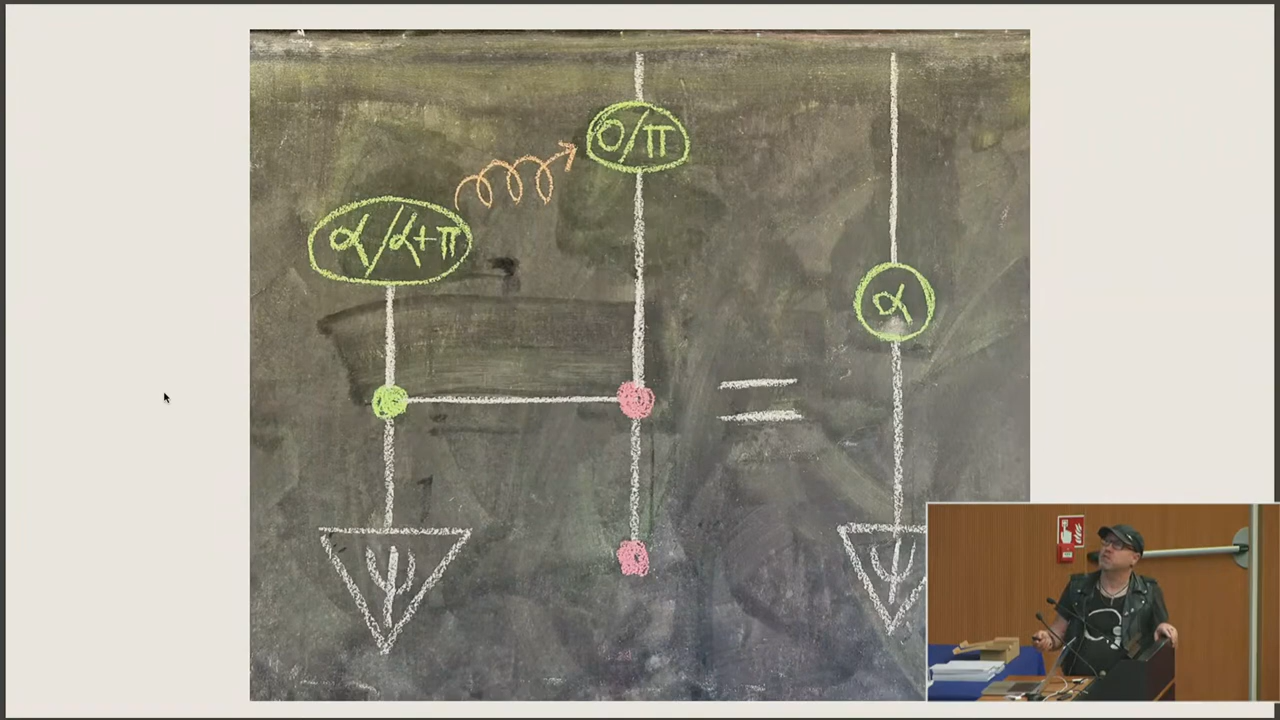 0/π
α/α+π
α
=
ψ
ψ